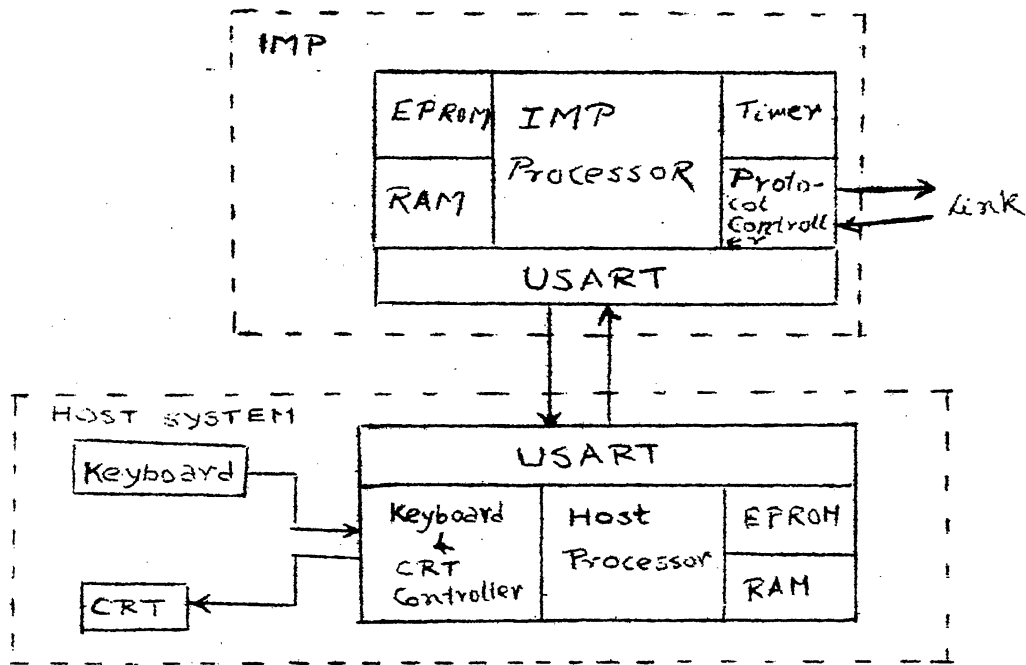 IMP
EPROM
IMP
Processor
Timer
RAM
Proto-
col
Controll
er
Link
USART
HOST SYSTEM
Keyboard
USART
Keyboard
&
CRT
Controller
Host
Processor
EPROM
RAM
CRT